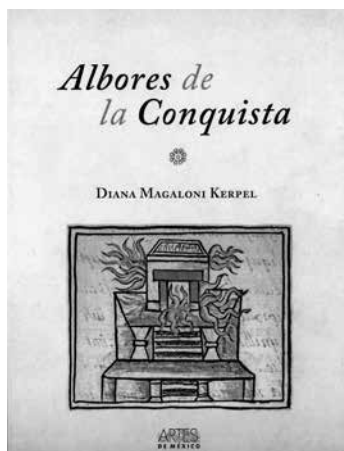 Albores de
la Conquista
DIANA MAGALONI KERPEL
ARTES
DE MÉXICO